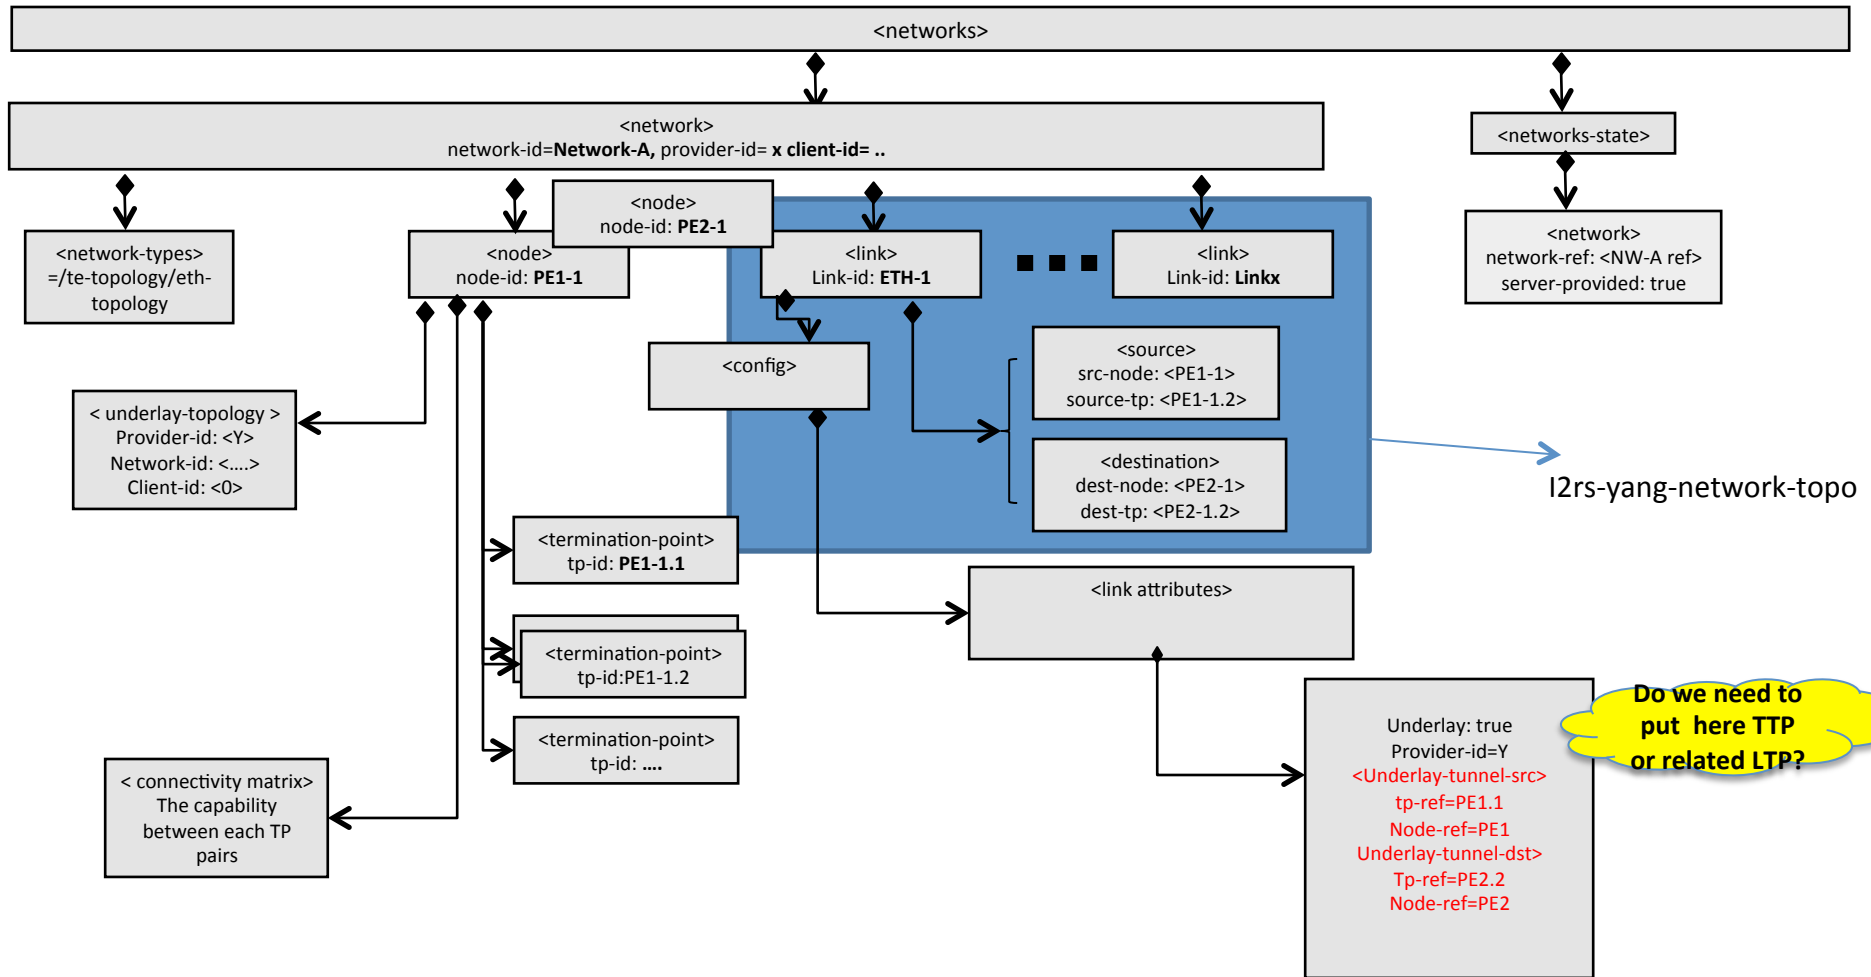 <networks>
<network>
network-id=Network-A, provider-id= x client-id= ..
<networks-state>
<network-types>
=/te-topology/eth-
topology
<node>
node-id: PE1-1
<node>
node-id: PE2-1
<link>
Link-id: ETH-1
<link>
Link-id: Linkx
<network>
network-ref: <NW-A ref>
server-provided: true
<config>
<source>
src-node: <PE1-1>
source-tp: <PE1-1.2>
<destination>
dest-node: <PE2-1>
dest-tp: <PE2-1.2>
I2rs-yang-network-topo
< underlay-topology >
Provider-id: <Y>
Network-id: <....>
Client-id: <0>
<termination-point>
tp-id: PE1-1.1
<termination-point>
tp-id:PE1-1.2
<termination-point>
tp-id: ....
<link attributes>
< connectivity matrix>
The capability
between each TP
pairs
Underlay: true
Provider-id=Y
<Underlay-tunnel-src>
tp-ref=PE1.1
Node-ref=PE1
Underlay-tunnel-dst>
Tp-ref=PE2.2
Node-ref=PE2
Do we need to
put  here TTP
or related LTP?